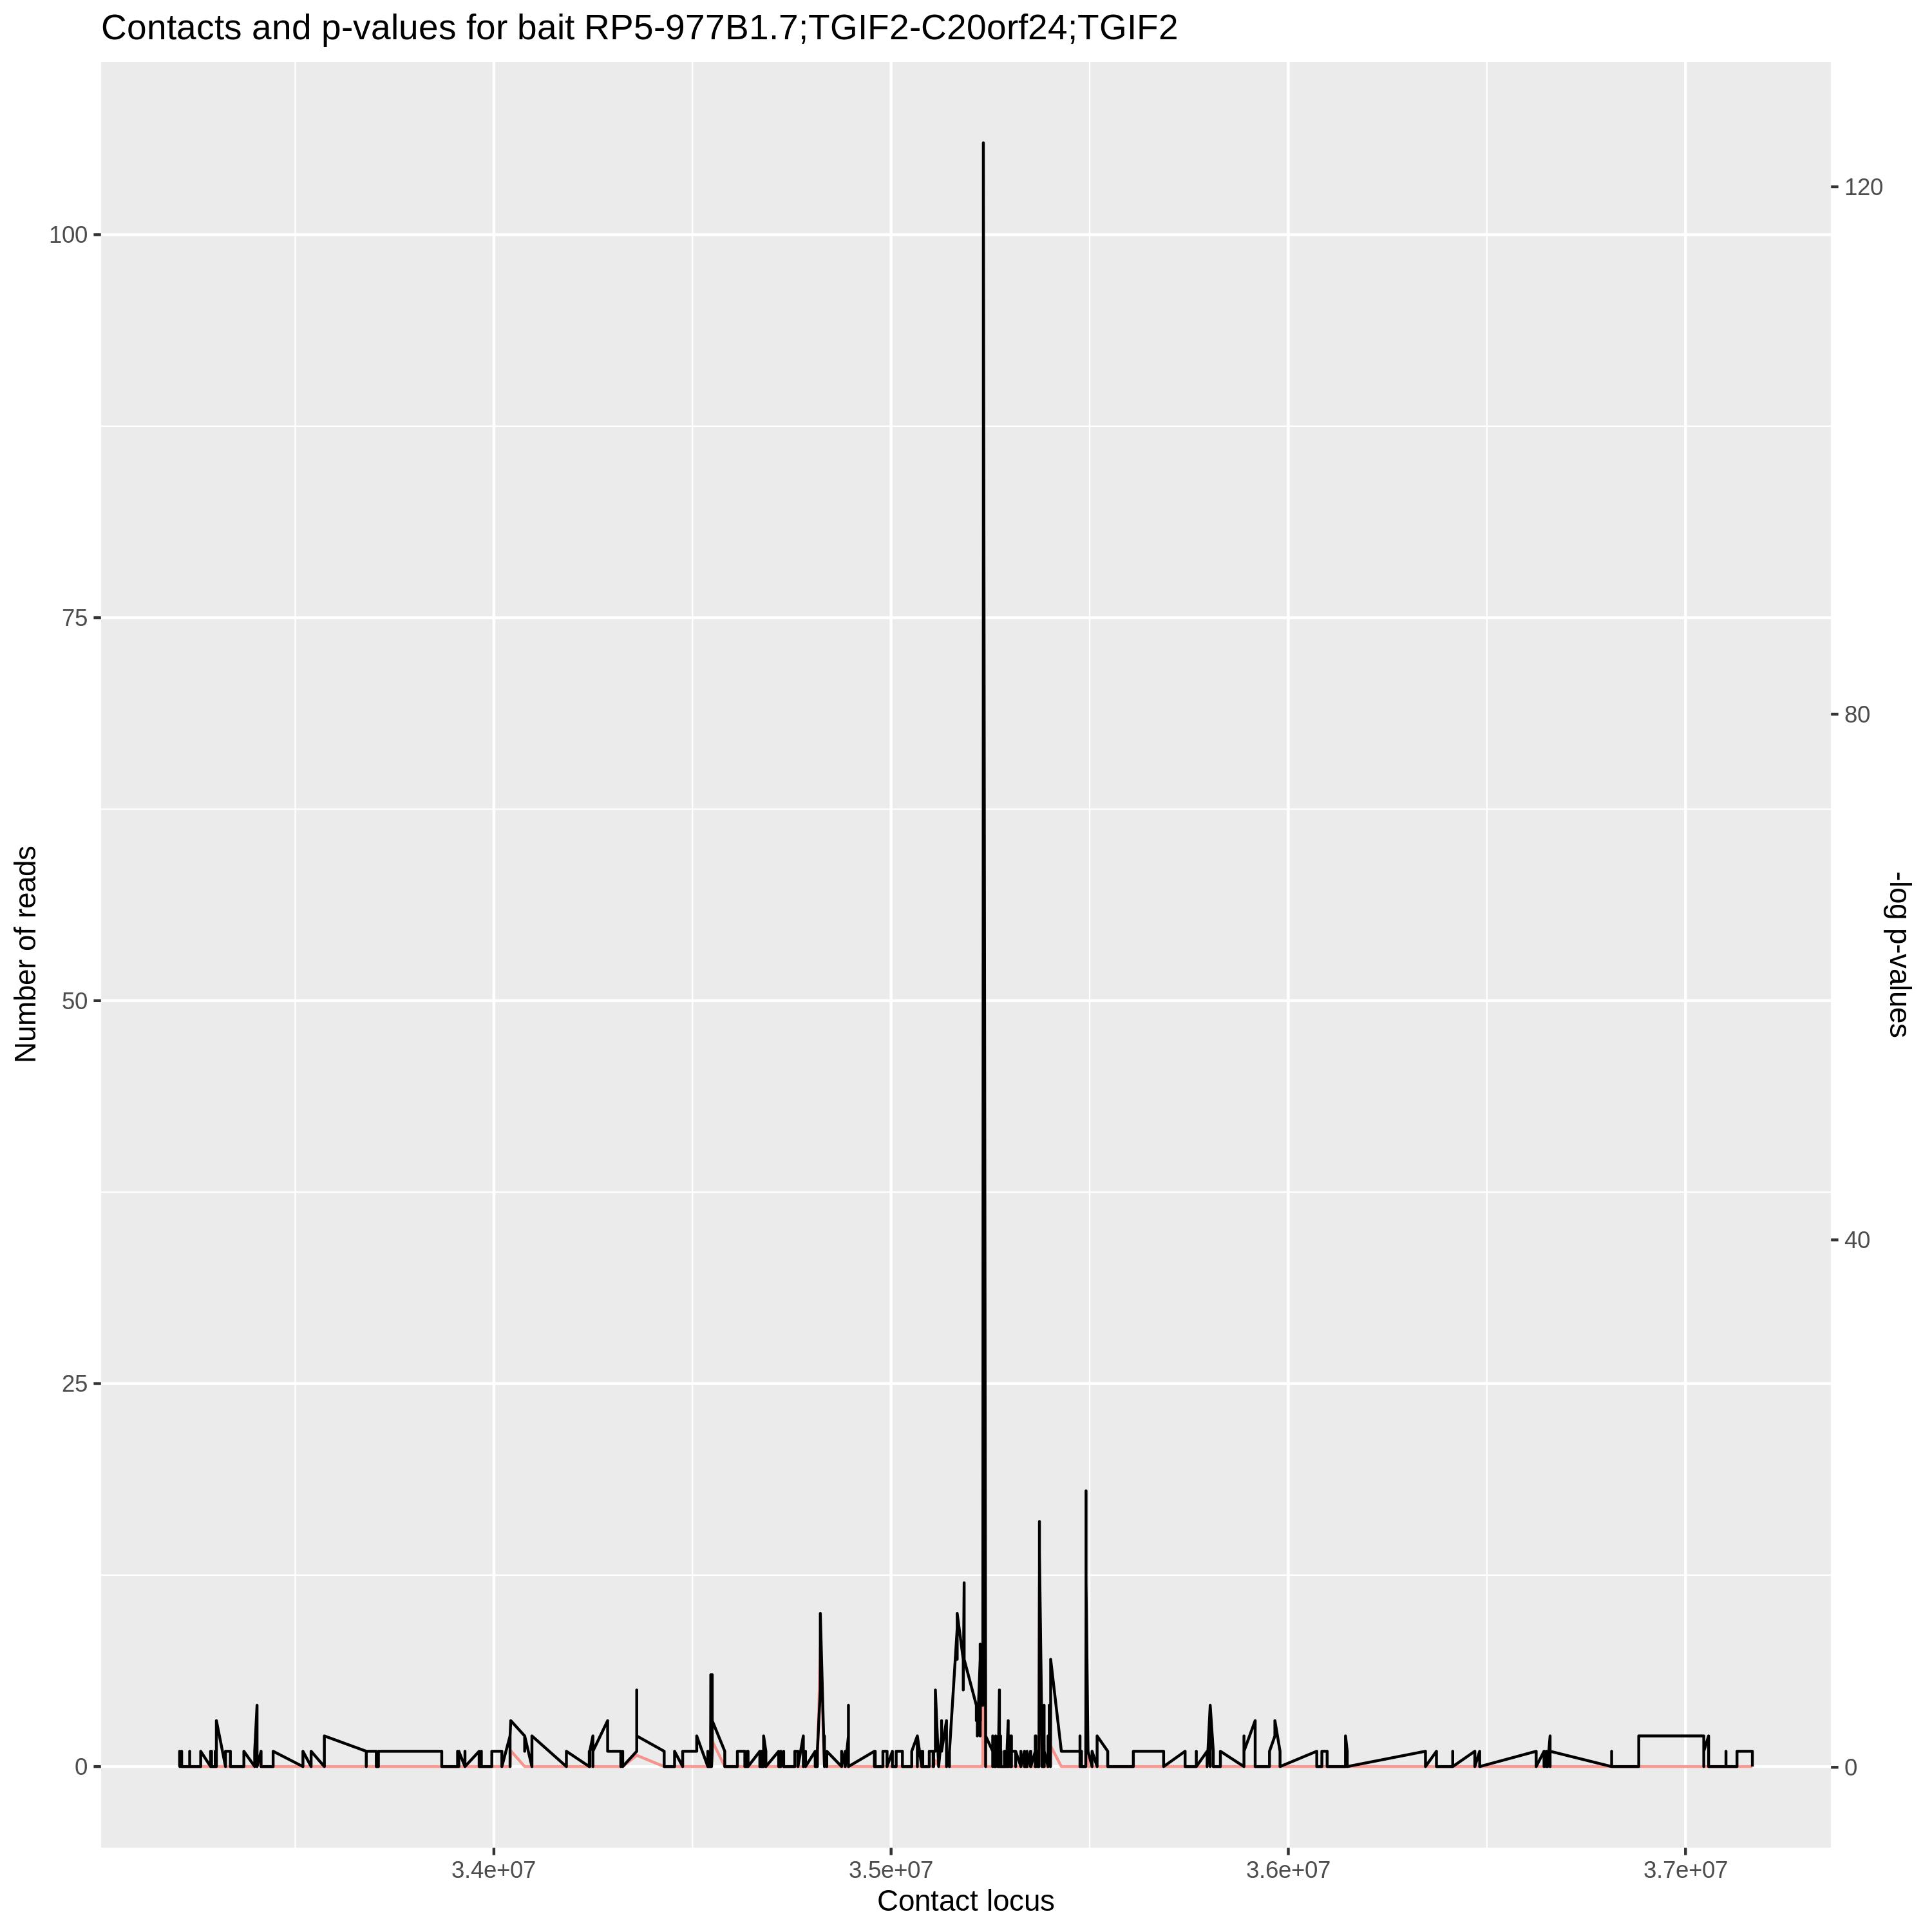 Contacts and p-values for bait RP5-977B1.7;TGIF2-C20orf24;TGIF2
100
75
50
25
0
Number of reads
120
80
40
0
-log p-values
3.4e+07
3.5e+07
3.6e+07
3.7e+07
Contact locus